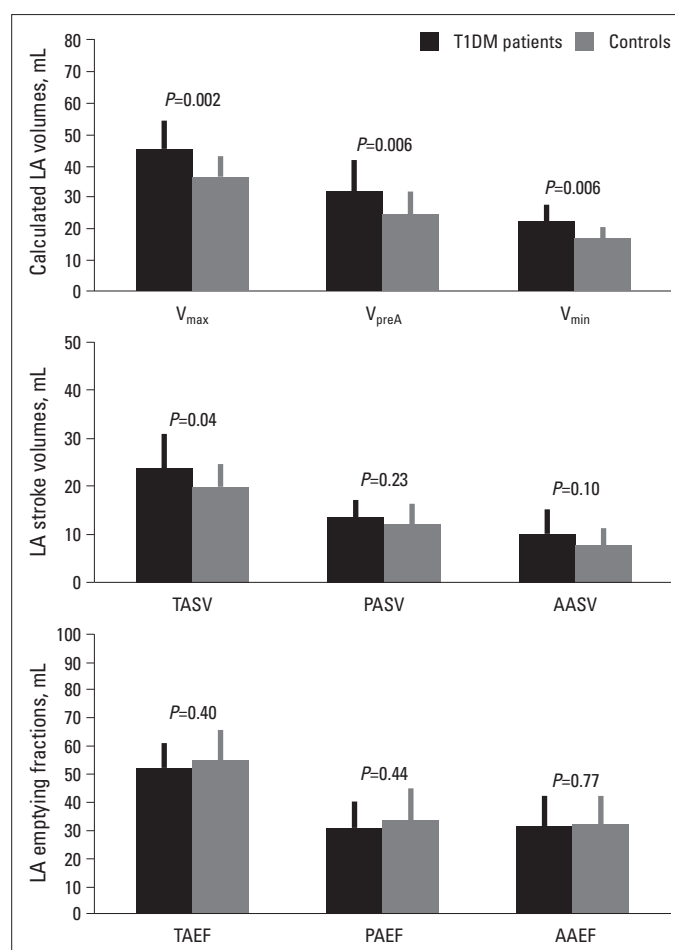 T1DM patients Controls
Calculated LA volumes, mL
80
70
60
50
40
30
20
10
0
P=0.002
P=0.006
P=0.006
Vmax VpreA Vmin
LA stroke volumes, mL
50
40
30
20
10
0
P=0.04
P=0.23
P=0.10
TASV PASV AASV
LA emptying fractions, mL
100
90
80
70
60
50
40
30
20
10
0
P=0.40
P=0.44
P=0.77
TAEF PAEF AAEF